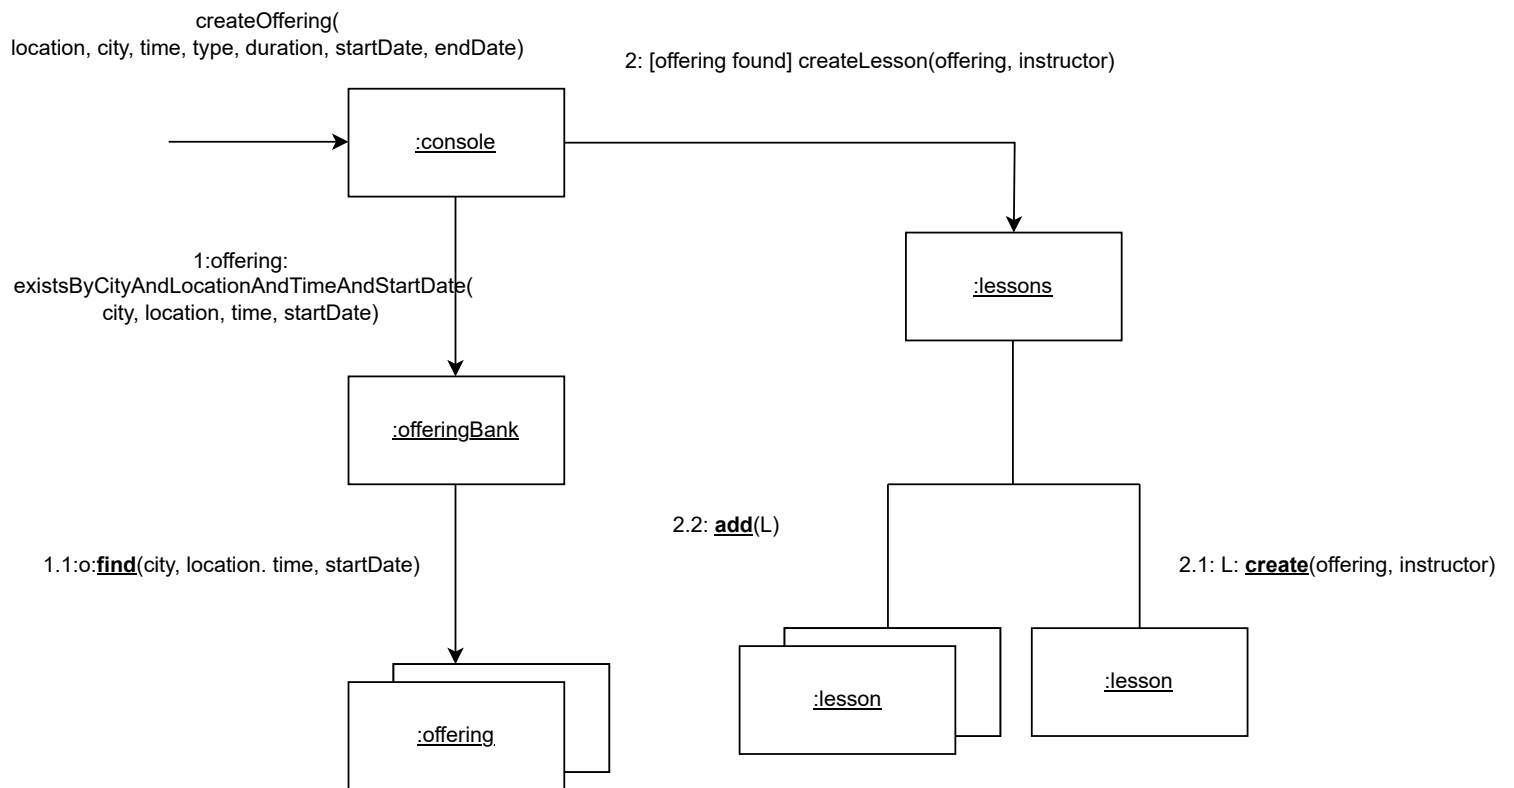 createOffering(
location, city, time, type, duration, startDate, endDate)
2: [offering found] createLesson(offering, instructor)
:console
1:offering:
existsByCityAndLocationAndTimeAndStartDate(
city, location, time, startDate)
:lessons
:offeringBank
2.2: add(L)
1.1:o:find(city, location. time, startDate)
2.1: L: create(offering, instructor)
:lesson
:lesson
:offering